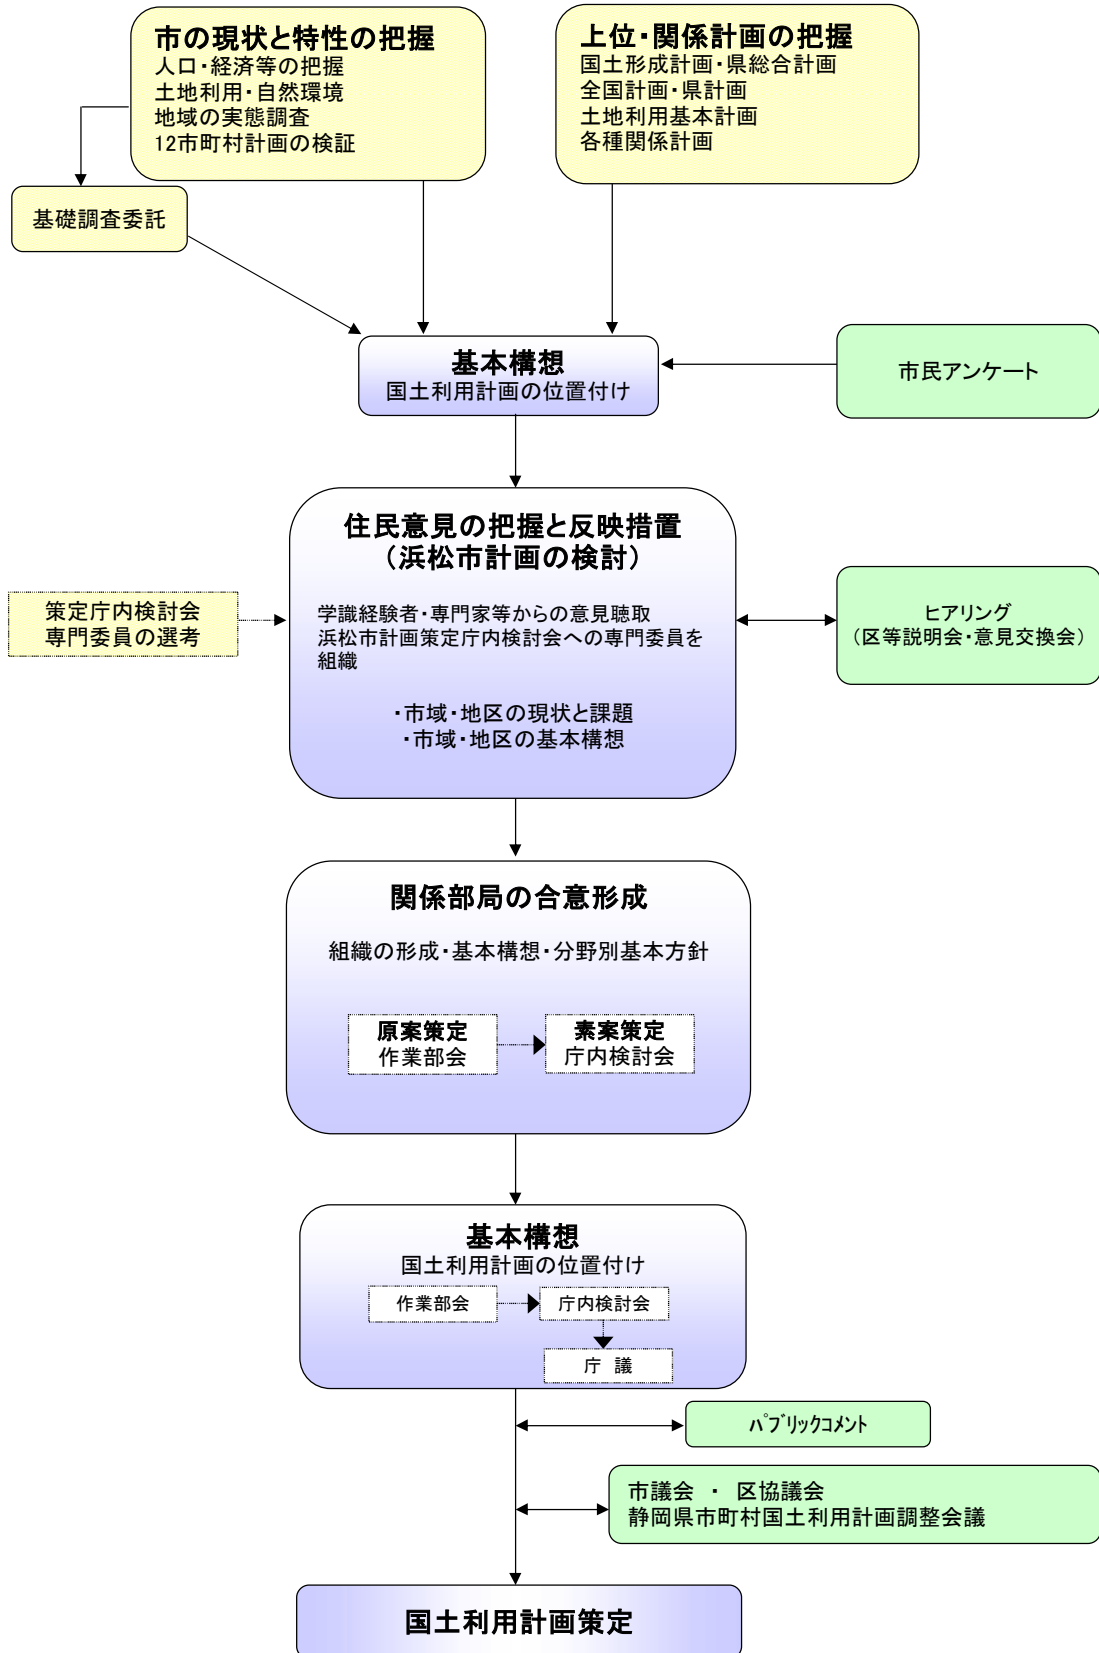 市の現状と特性の把握
人口・経済等の把握
土地利用・自然環境
地域の実態調査
12市町村計画の検証
上位・関係計画の把握
国土形成計画・県総合計画
全国計画・県計画
土地利用基本計画
各種関係計画
基礎調査委託
基本構想
国土利用計画の位置付け
市民アンケート
住民意見の把握と反映措置
（浜松市計画の検討）
学識経験者・専門家等からの意見聴取
浜松市計画策定庁内検討会への専門委員を
組織
・市域・地区の現状と課題
・市域・地区の基本構想
策定庁内検討会
専門委員の選考
ヒアリング
（区等説明会・意見交換会）
関係部局の合意形成
組織の形成・基本構想・分野別基本方針
原案策定
作業部会
素案策定
庁内検討会
基本構想
国土利用計画の位置付け
作業部会
庁内検討会
庁 議
ﾊﾟﾌﾞﾘｯｸｺﾒﾝﾄ
市議会 ・ 区協議会
静岡県市町村国土利用計画調整会議
国土利用計画策定